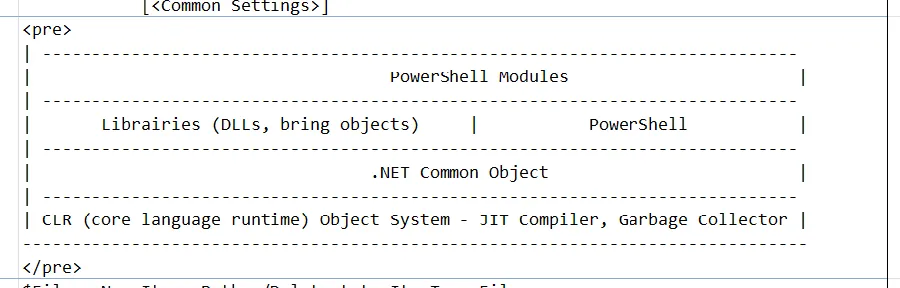 [<Common Settings>]
<pre>
| ----------------------------------------------------------------------------
| PowerShell Modules |
| ----------------------------------------------------------------------------
| Librairies (DLLs, bring objects) | PowerShell |
| ----------------------------------------------------------------------------
| .NET Common Object |
| ----------------------------------------------------------------------------
| CLR (core language runtime) Object System - JIT Compiler, Garbage Collector |
-------------------------------------------------------------------------------
</pre>